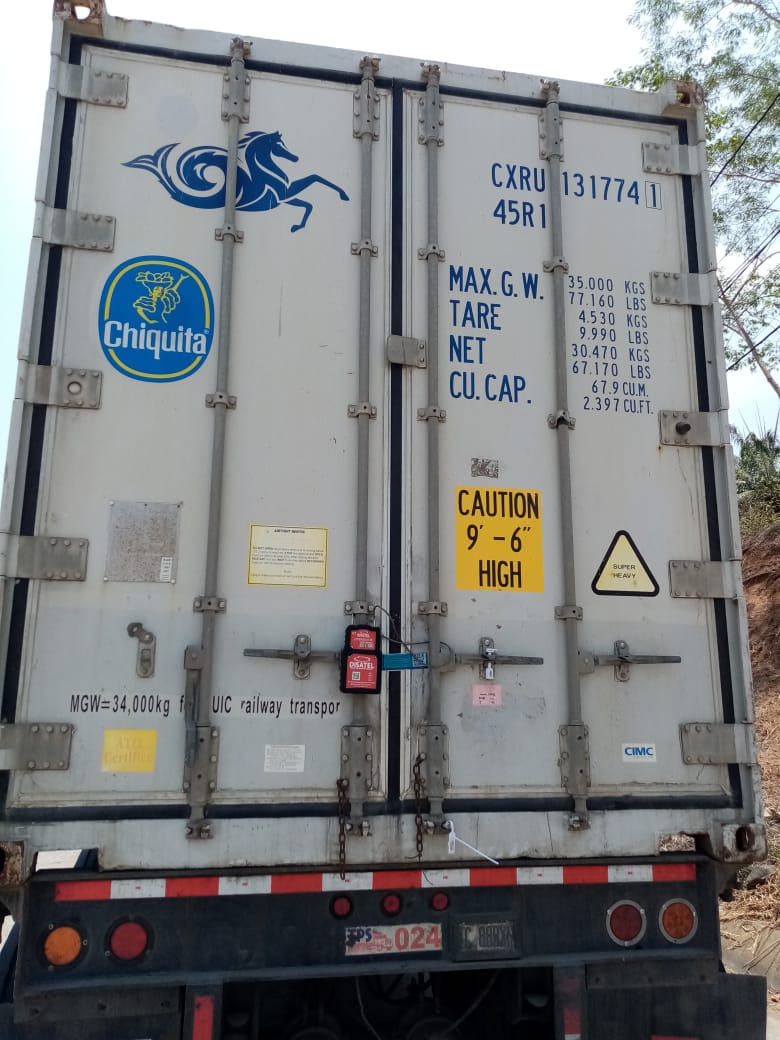 CXRU 131774 1
45R1
MAX. G. W. 35.000 KGS
77.160 LBS
TARE 4.530 KGS
9.990 LBS
NET 30.470 KGS
67.170 LBS
CU. CAP. 67.9 CU.M.
2.397 CU.FT.
Chiquita
CAUTION
9' - 6"
HIGH
SUPER
HEAVY
DISATEL
MGW=34,000kg f UIC railway transpor
ATO
CIMC
024